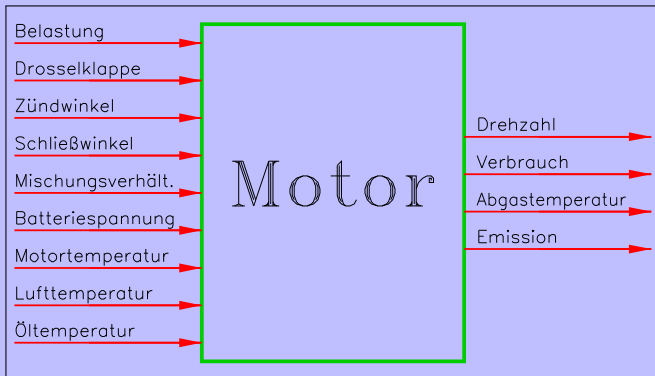 Belastung
Drosselklappe
Zündwinkel
Schließwinkel
Mischungsverhält.
Batteriespannung
Motortemperatur
Lufttemperatur
Öltemperatur
Motor
Drehzahl
Verbrauch
Abgastemperatur
Emission